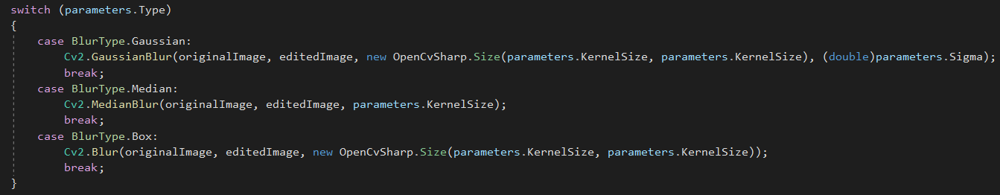 switch (parameters.Type)
{
    case BlurType.Gaussian:
        Cv2.GaussianBlur(originalImage, editedImage, new OpenCvSharp.Size(parameters.KernelSize, parameters.KernelSize), (double)parameters.Sigma);
        break;
    case BlurType.Median:
        Cv2.MedianBlur(originalImage, editedImage, parameters.KernelSize);
        break;
    case BlurType.Box:
        Cv2.Blur(originalImage, editedImage, new OpenCvSharp.Size(parameters.KernelSize, parameters.KernelSize));
        break;
}